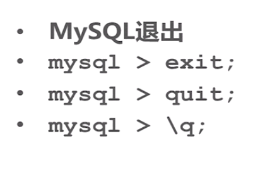 • MySQL退出
• mysql > exit;
• mysql > quit;
• mysql > \q;